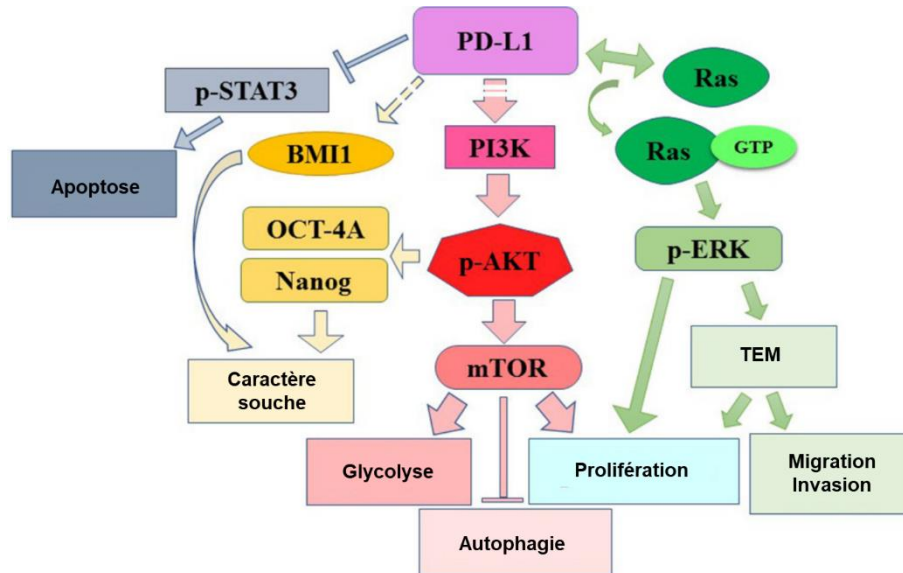 PD-L1
Ras
p-STAT3
BMI1
PI3K
Ras
GTP
Apoptose
OCT-4A
Nanog
p-AKT
p-ERK
mTOR
TEM
Caractère
souche
Glycolyse
Prolifération
Migration
Invasion
Autophagie